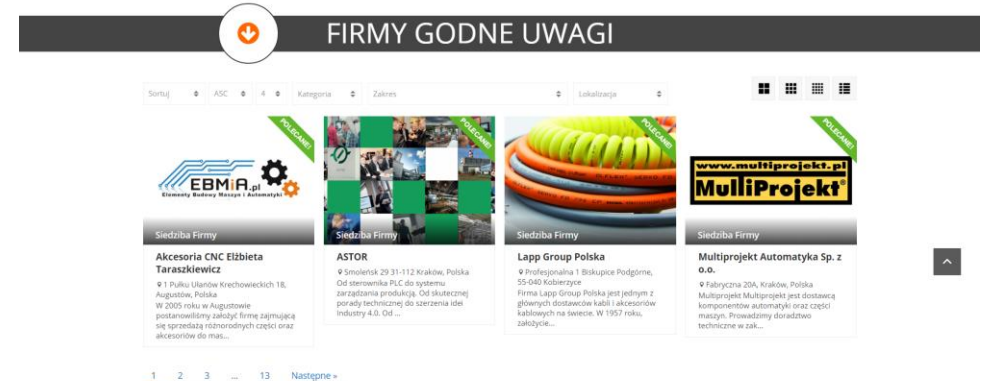 FIRMY GODNE UWAGI
Sortuj
ASC
4
Kategoria
Zakres
Lokalizacja
POLECANE!
EBMiA.pl
Elementy Budowy Maszyn i Automatyki
Siedziba Firmy
Akcesoria CNC Elżbieta
Taraszkiewicz
1 Pułku Ułanów Krechowieckich 18,
Augustów, Polska
W 2005 roku w Augustowie
postanowiliśmy założyć firmę zajmującą
się sprzedażą różnorodnych części oraz
akcesoriów do mas...
POLECANE!
Siedziba Firmy
ASTOR
Smoleńsk 29 31-112 Kraków, Polska
Od sterownika PLC do systemu
zarządzania produkcją. Od skutecznej
porady technicznej do szerzenia idei
Industry 4.0. Od ...
POLECANE!
Siedziba Firmy
Lapp Group Polska
Profesjonalna 1 Biskupice Podgórne,
55-040 Kobierzyce
Firma Lapp Group Polska jest jednym z
głównych dostawców kabli i akcesoriów
kablowych na świecie. W 1957 roku,
założycie...
POLECANE!
www.multiprojekt.pl
MulTiProjekt®
Siedziba Firmy
Multiprojekt Automatyka Sp. z
o.o.
Fabryczna 20A, Kraków, Polska
Multiprojekt Multiprojekt jest dostawcą
komponentów automatyki oraz części
maszyn. Prowadzimy doradztwo
techniczne w zak...
1 2 3 ... 13 Następne »